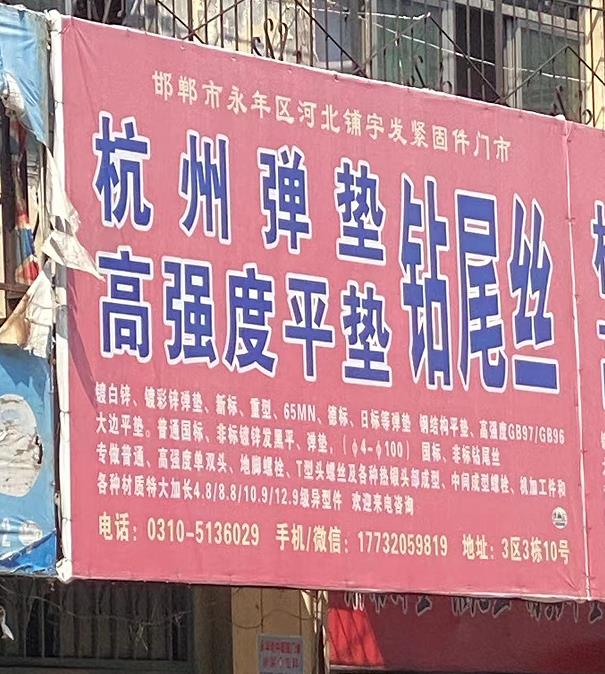 邯郸市永年区河北铺宇发紧固件门市
杭州弹垫
高强度平垫
钻尾丝
镀白锌、镀彩锌弹垫、新标、重型、65MN、德标、日标等弹垫 钢结构平垫、高强度GB97/GB96
大边平垫。普通国标、非标镀锌发黑平、弹垫，（φ4-φ100） 国标、非标钻尾丝
专做普通、高强度单双头、地脚螺栓、T型头螺丝及各种热镦头部成型、中间成型螺栓、机加工件和
各种材质特大加长4.8/8.8/10.9/12.9级异型件 欢迎来电咨询
电话：0310-5136029 手机/微信：17732059819 地址：3区3栋10号